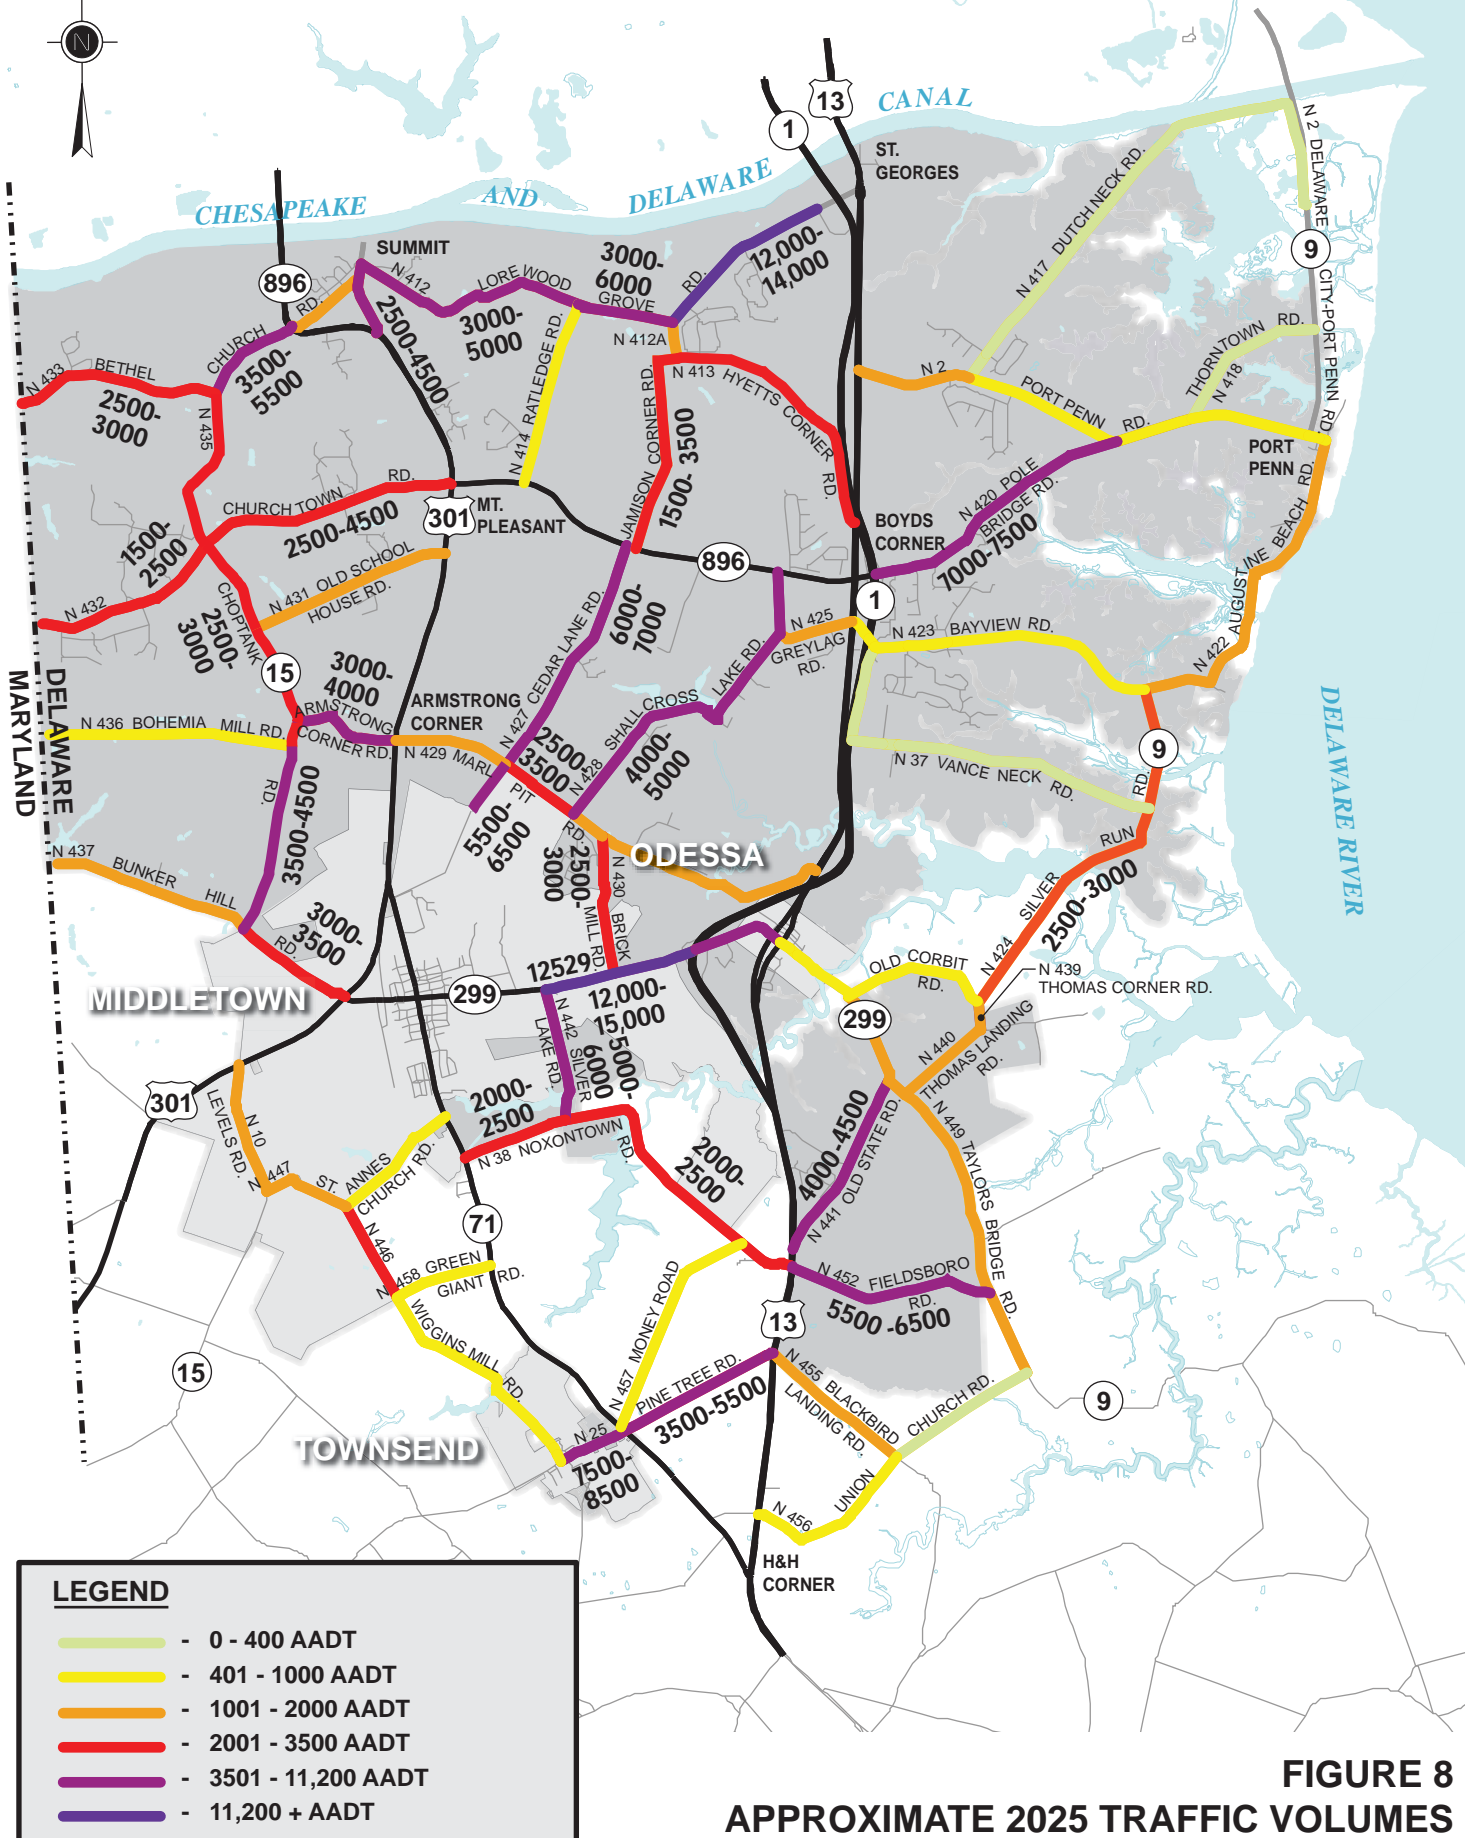 N
CANAL
13
1
ST.
GEORGES
N 2 DELAWARE
DELAWARE
AND
CHESAPEAKE
N 417 DUTCH NECK RD.
9
SUMMIT
896
N 412
LOREWOOD
GROVE
3000-
6000
RD.
12,000-
14,000
CITY-PORT PENN RD.
CHURCH
RD.
3500-
5500
2500-4500
3000-
5000
N 412A
THORNTOWN RD.
N 418
N 433
BETHEL
2500-
3000
N 435
N 414 RATLEDGE RD.
JAMISON CORNER RD.
1500- 3500
N 413 HYETTS CORNER
RD.
N 2
PORT PENN
RD.
PORT
PENN
CHURCH TOWN
RD.
2500-4500
301
MT.
PLEASANT
N 420 POLE
BRIDGE RD.
7000-7500
BOYDS
CORNER
1500-
2500
896
1
N 432
N 431 OLD SCHOOL
HOUSE RD.
CHOPTANK
2500-
3000
N 422 AUGUSTINE BEACH RD.
N 425
GREYLAG
RD.
N 423 BAYVIEW RD.
6000-
7000
N 427 CEDAR LANE RD.
15
3000-
4000
ARMSTRONG
CORNER RD.
ARMSTRONG
CORNER
DELAWARE
MARYLAND
N 436 BOHEMIA MILL RD.
N 429 MARL
PIT
RD.
2500-
3500
N 428
SHALLCROSS
LAKE RD.
4000-
5000
N 37 VANCE NECK RD.
9
DELAWARE RIVER
RD.
3500-4500
5500-
6500
ODESSA
2500-
3000
N 430 BRICK
MILL RD.
RUN
RD.
N 424 SILVER
2500-3000
N 437
BUNKER
HILL
RD.
3000-
3500
MIDDLETOWN
299
12529
12,000-
15,000
OLD CORBIT
RD.
N 439
THOMAS CORNER RD.
299
N 442 SILVER
LAKE RD.
5000-
6000
N 440
THOMAS LANDING
RD.
301
LEVELS RD.
N 10
2000-
2500
N 38 NOXONTOWN
RD.
2000-
2500
4000-4500
N 441 OLD STATE RD.
N 449 TAYLORS BRIDGE RD.
N 447
ST. ANNES
CHURCH RD.
71
N 446
N 458 GREEN
GIANT RD.
N 452 FIELDSBORO
RD.
5500 -6500
13
WIGGINS MILL
RD.
N 457 MONEY ROAD
15
PINE TREE RD.
3500-5500
N 455 BLACKBIRD
LANDING RD.
CHURCH RD.
9
TOWNSEND
N 25
7500-
8500
UNION
N 456
H&H
CORNER
LEGEND
- 0 - 400 AADT
- 401 - 1000 AADT
- 1001 - 2000 AADT
- 2001 - 3500 AADT
- 3501 - 11,200 AADT
- 11,200 + AADT
FIGURE 8
APPROXIMATE 2025 TRAFFIC VOLUMES